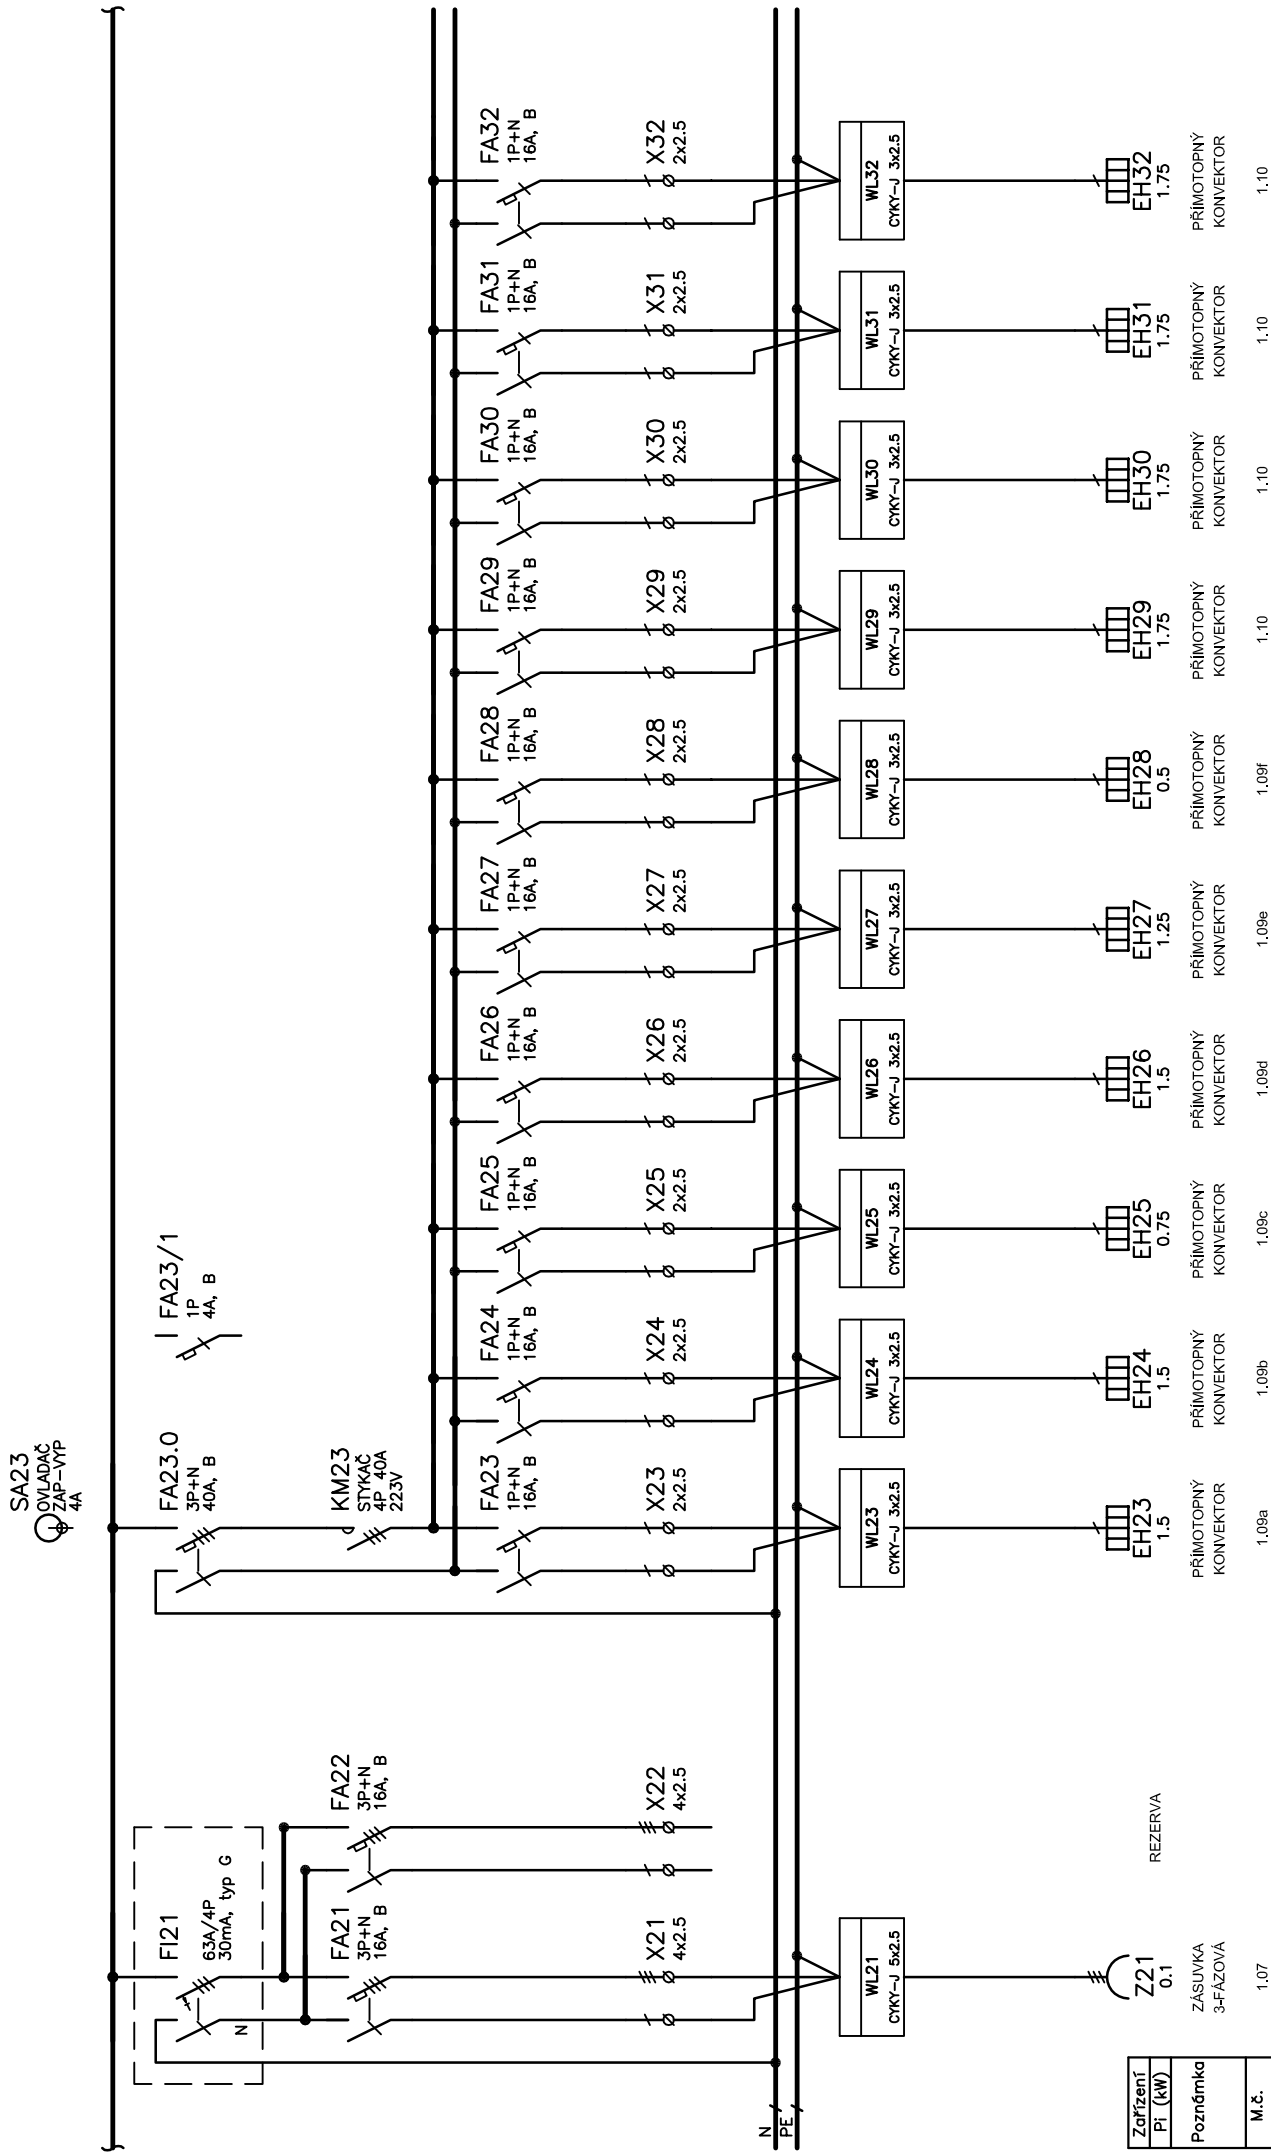 SA23
OVLADAČ
ZAP-VYP
4A
FI21
63A/4P
30mA, typ G
N
FA23.0
3P+N
40A, B
FA23/1
1P
4A, B
FA21
3P+N
16A, B
FA22
3P+N
16A, B
KM23
STYKAČ
4P 40A
223V
FA23
1P+N
16A, B
FA24
1P+N
16A, B
FA25
1P+N
16A, B
FA26
1P+N
16A, B
FA27
1P+N
16A, B
FA28
1P+N
16A, B
FA29
1P+N
16A, B
FA30
1P+N
16A, B
FA31
1P+N
16A, B
FA32
1P+N
16A, B
X21
4x2.5
X22
4x2.5
X23
2x2.5
X24
2x2.5
X25
2x2.5
X26
2x2.5
X27
2x2.5
X28
2x2.5
X29
2x2.5
X30
2x2.5
X31
2x2.5
X32
2x2.5
N
PE
WL21
CYKY-J 5x2.5
WL23
CYKY-J 3x2.5
WL24
CYKY-J 3x2.5
WL25
CYKY-J 3x2.5
WL26
CYKY-J 3x2.5
WL27
CYKY-J 3x2.5
WL28
CYKY-J 3x2.5
WL29
CYKY-J 3x2.5
WL30
CYKY-J 3x2.5
WL31
CYKY-J 3x2.5
WL32
CYKY-J 3x2.5
Zařízení
Pi (kW)
Poznámka
M.č.
Z21
0.1
ZÁSUVKA
3-FÁZOVÁ
1.07
REZERVA
EH23
1.5
PŘÍMOTOPNÝ
KONVEKTOR
1.09a
EH24
1.5
PŘÍMOTOPNÝ
KONVEKTOR
1.09b
EH25
0.75
PŘÍMOTOPNÝ
KONVEKTOR
1.09c
EH26
1.5
PŘÍMOTOPNÝ
KONVEKTOR
1.09d
EH27
1.25
PŘÍMOTOPNÝ
KONVEKTOR
1.09e
EH28
0.5
PŘÍMOTOPNÝ
KONVEKTOR
1.09f
EH29
1.75
PŘÍMOTOPNÝ
KONVEKTOR
1.10
EH30
1.75
PŘÍMOTOPNÝ
KONVEKTOR
1.10
EH31
1.75
PŘÍMOTOPNÝ
KONVEKTOR
1.10
EH32
1.75
PŘÍMOTOPNÝ
KONVEKTOR
1.10